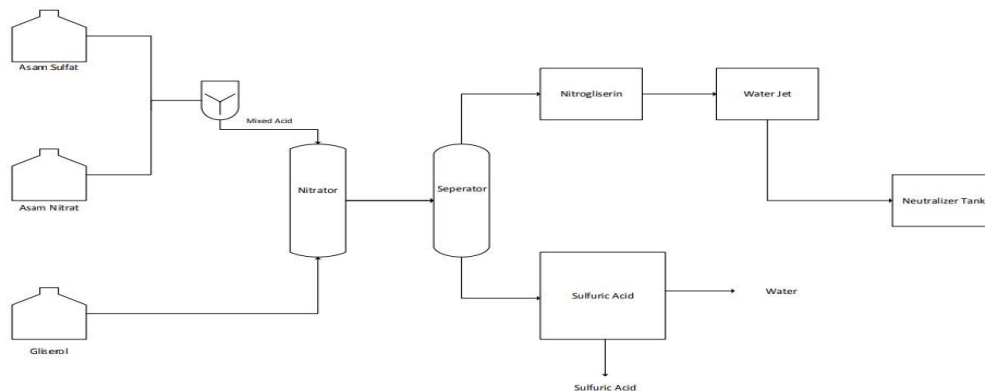 Asam Sulfat
Mixed Acid
Asam Nitrat
Gliserol
Nitrator
Seperator
Nitrogliserin
Water Jet
Neutralizer Tank
Sulfuric Acid
Water
Sulfuric Acid